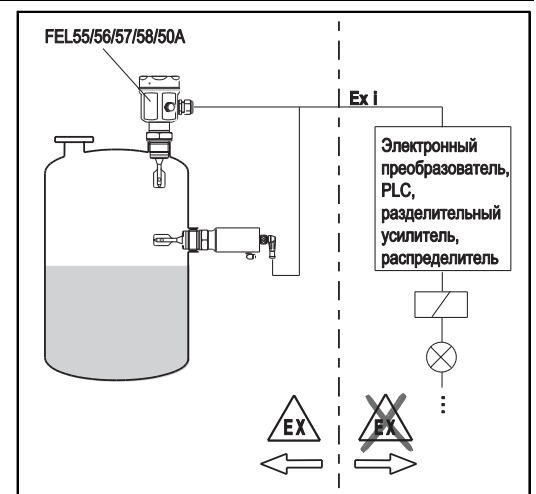 FEL55/56/57/58/50A
Ex i
Электронный
преобразователь,
PLC,
разделительный
усилитель,
распределитель
...
EX
EX